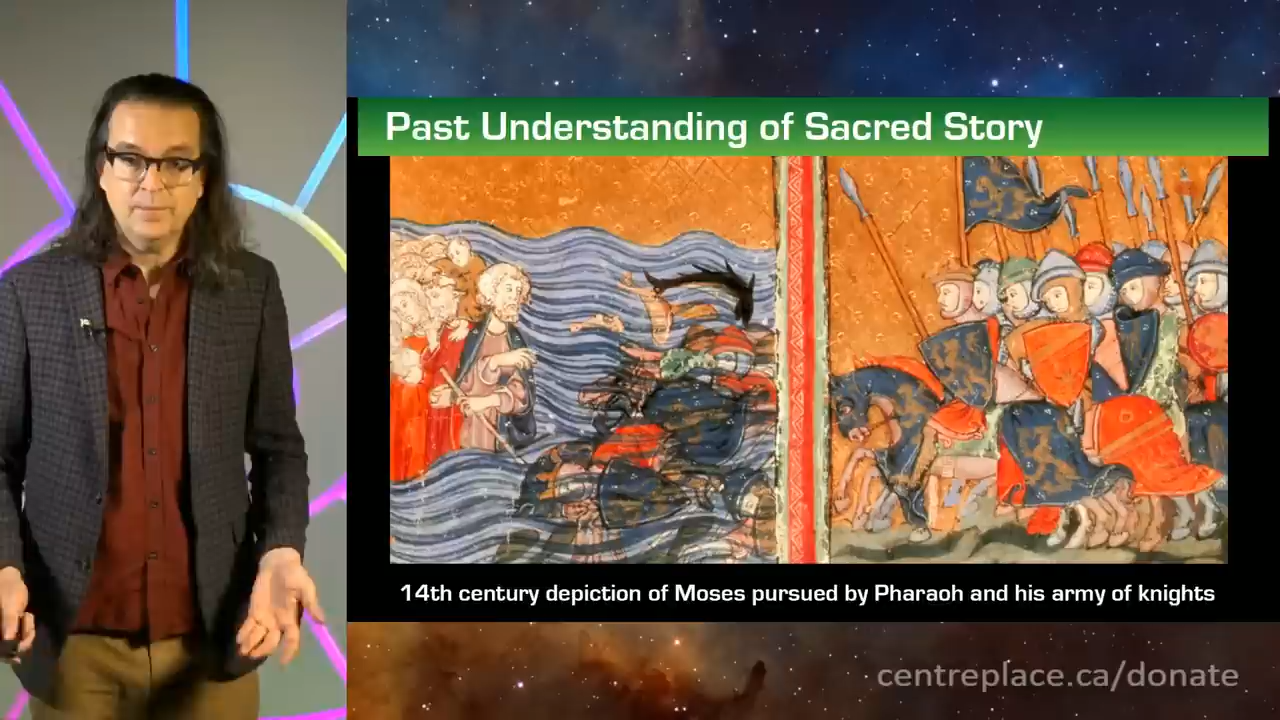 Past Understanding of Sacred Story
14th century depiction of Moses pursued by Pharaoh and his army of knights
centreplace.ca/donate